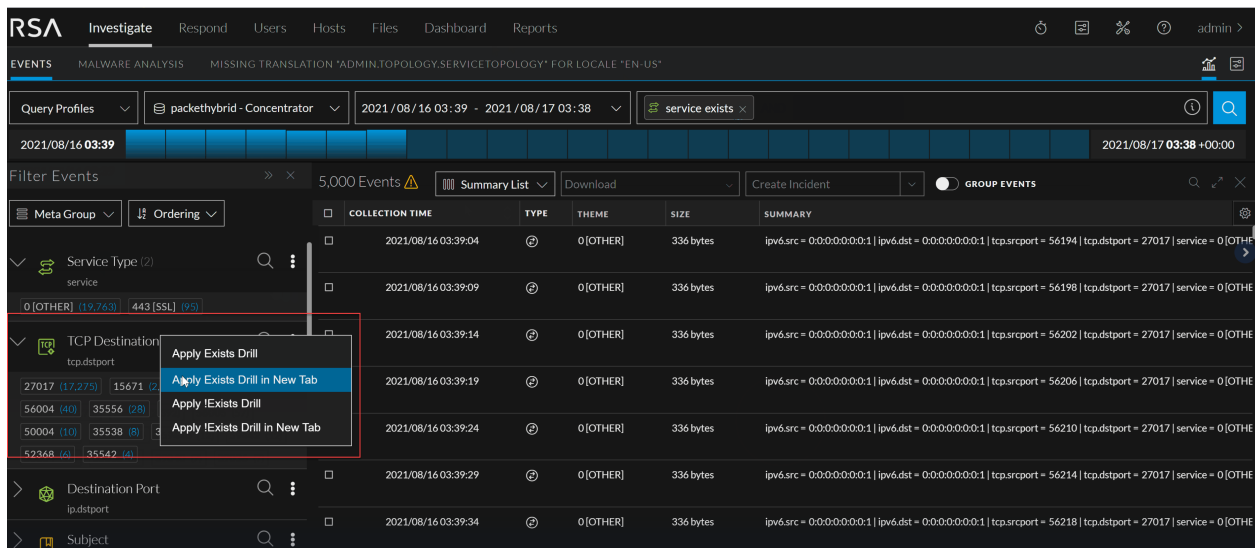 RSA Investigate Respond Users Hosts Files Dashboard Reports admin >
EVENTS MALWARE ANALYSIS MISSING TRANSLATION "ADMIN.TOPOLOGY.SERVICETOPOLOGY" FOR LOCALE "EN-US"
Query Profiles packethybrid - Concentrator 2021/08/16 03:39 - 2021/08/17 03:38 service exists ×
2021/08/16 03:39 2021/08/17 03:38 +00:00
Filter Events
5,000 Events Summary List Download Create Incident GROUP EVENTS
Meta Group Ordering
COLLECTION TIME TYPE THEME SIZE SUMMARY
2021/08/16 03:39:04 0 [OTHER] 336 bytes ipv6.src = 0:0:0:0:0:0:0:1 | ipv6.dst = 0:0:0:0:0:0:0:1 | tcp.srcport = 56194 | tcp.dstport = 27017 | service = 0 [OTHE
Service Type (2)
service
0 [OTHER] (19,763) 443 [SSL] (95)
2021/08/16 03:39:09 0 [OTHER] 336 bytes ipv6.src = 0:0:0:0:0:0:0:1 | ipv6.dst = 0:0:0:0:0:0:0:1 | tcp.srcport = 56198 | tcp.dstport = 27017 | service = 0 [OTHE
2021/08/16 03:39:14 0 [OTHER] 336 bytes ipv6.src = 0:0:0:0:0:0:0:1 | ipv6.dst = 0:0:0:0:0:0:0:1 | tcp.srcport = 56202 | tcp.dstport = 27017 | service = 0 [OTHE
TCP TCP Destination
tcp.dstport
Apply Exists Drill
Apply Exists Drill in New Tab
Apply !Exists Drill
Apply !Exists Drill in New Tab
27017 (17,275) 15671 (2,
56004 (40) 35556 (28)
50004 (10) 35538 (8) 3
52368 (6) 35542 (4)
2021/08/16 03:39:19 0 [OTHER] 336 bytes ipv6.src = 0:0:0:0:0:0:0:1 | ipv6.dst = 0:0:0:0:0:0:0:1 | tcp.srcport = 56206 | tcp.dstport = 27017 | service = 0 [OTHE
2021/08/16 03:39:24 0 [OTHER] 336 bytes ipv6.src = 0:0:0:0:0:0:0:1 | ipv6.dst = 0:0:0:0:0:0:0:1 | tcp.srcport = 56210 | tcp.dstport = 27017 | service = 0 [OTHE
2021/08/16 03:39:29 0 [OTHER] 336 bytes ipv6.src = 0:0:0:0:0:0:0:1 | ipv6.dst = 0:0:0:0:0:0:0:1 | tcp.srcport = 56214 | tcp.dstport = 27017 | service = 0 [OTHE
Destination Port
ip.dstport
2021/08/16 03:39:34 0 [OTHER] 336 bytes ipv6.src = 0:0:0:0:0:0:0:1 | ipv6.dst = 0:0:0:0:0:0:0:1 | tcp.srcport = 56218 | tcp.dstport = 27017 | service = 0 [OTHE
Subject